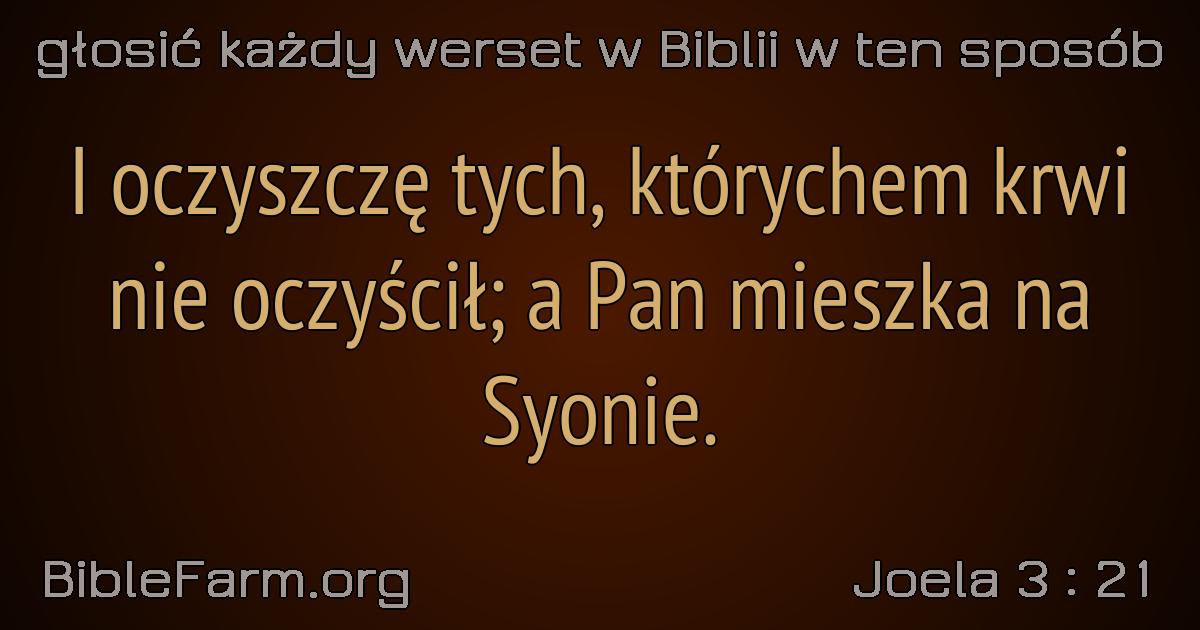 głosić każdy werset w Biblii w ten sposób
I oczyszczę tych, którychem krwi
nie oczyścił; a Pan mieszka na
Syonie.
BibleFarm.org
Joela 3 : 21